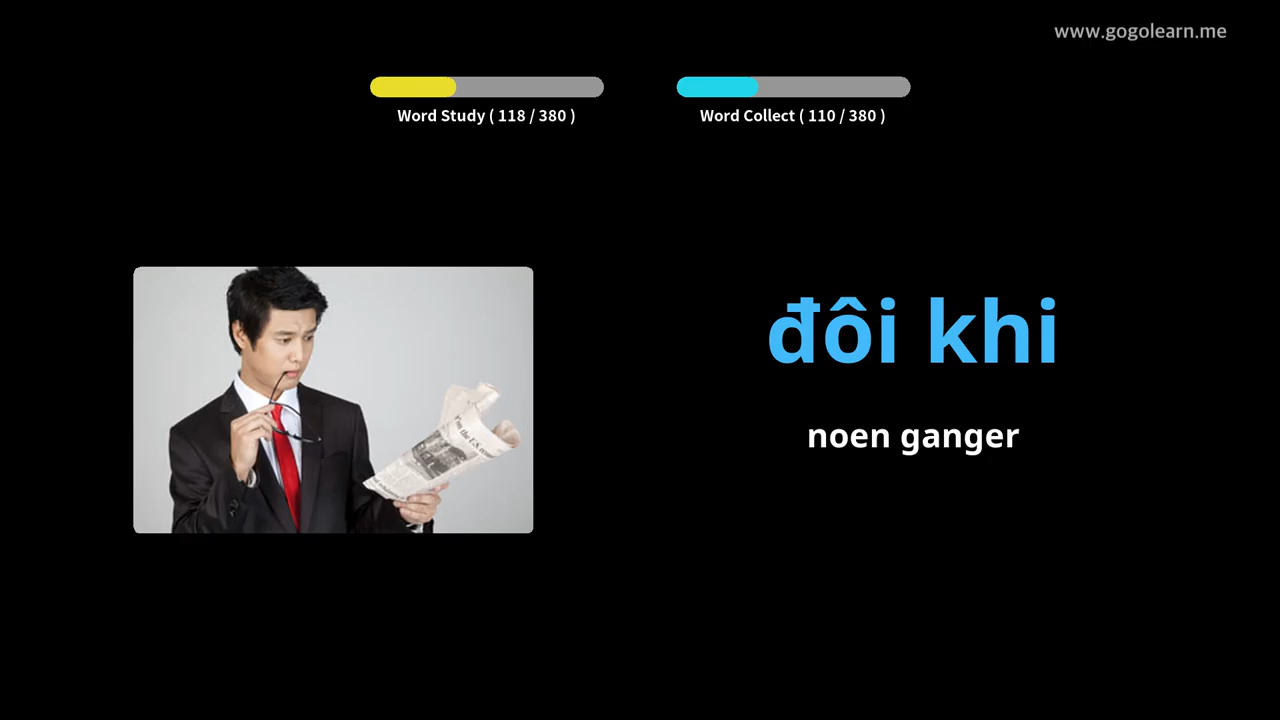 www.gogolearn.me
Word Study ( 118 / 380 )
Word Collect ( 110 / 380 )
đôi khi
noen ganger